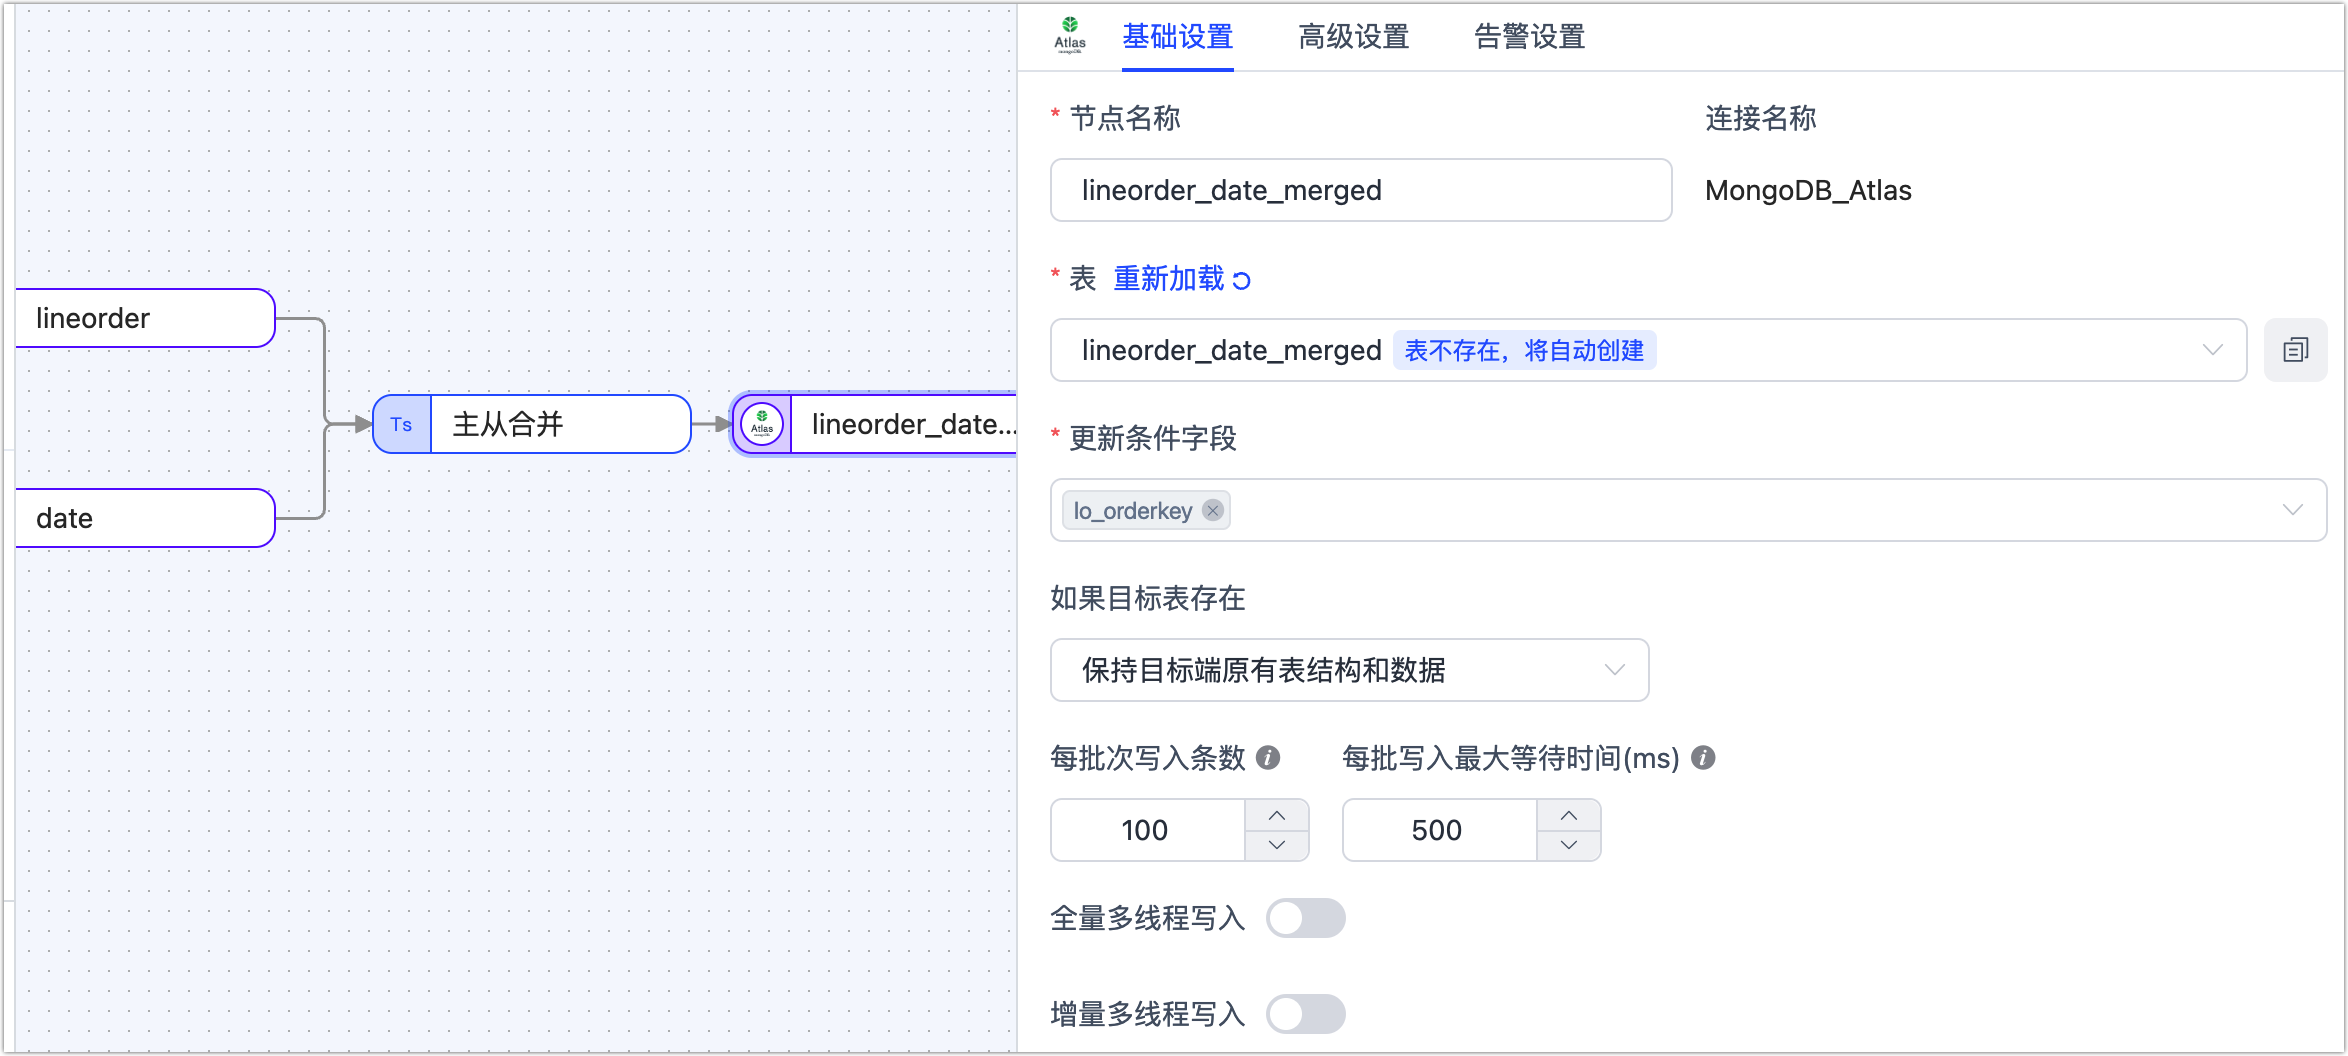 lineorder
date
Ts 主从合并
Atlas lineorder_date...
Atlas 基础设置 高级设置 告警设置
* 节点名称 连接名称
lineorder_date_merged MongoDB_Atlas
* 表 重新加载
lineorder_date_merged 表不存在，将自动创建
* 更新条件字段
lo_orderkey
如果目标表存在
保持目标端原有表结构和数据
每批次写入条数 每批写入最大等待时间(ms)
100 500
全量多线程写入
增量多线程写入